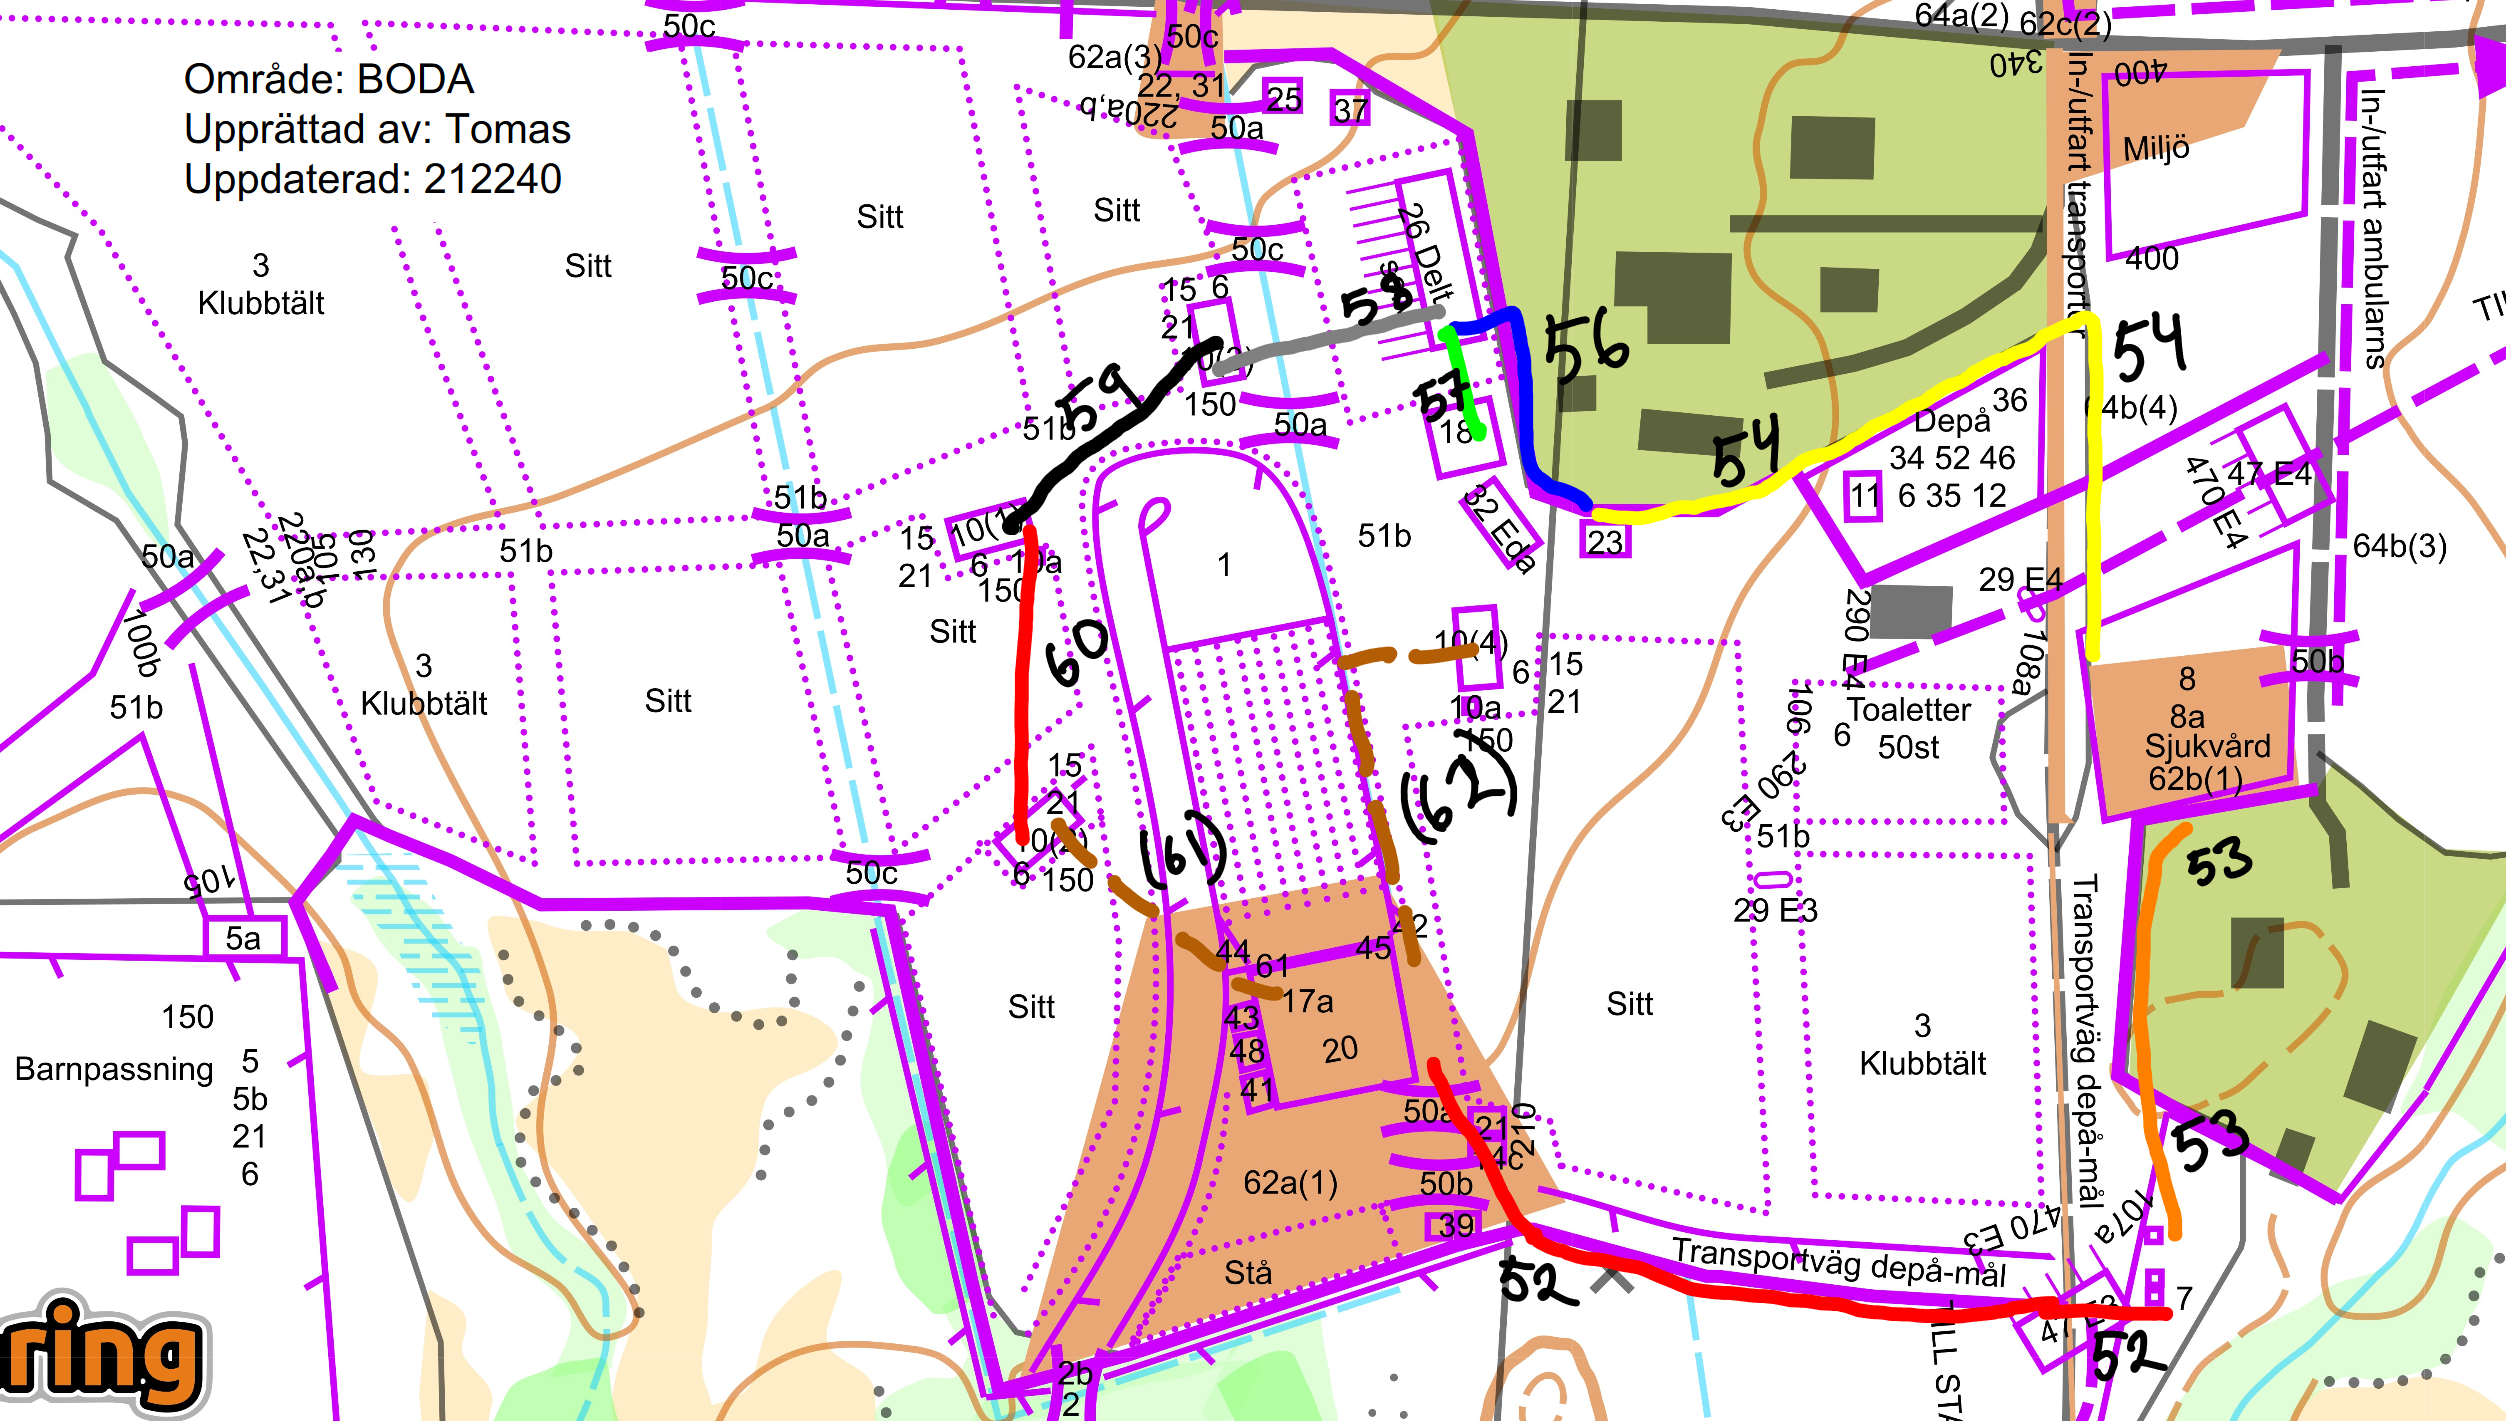 50c
62a(3)
50c
64a(2)
62c(2)
Område: BODA
Upprättad av: Tomas
Uppdaterad: 212240
22, 31
220a,b
25
37
50a
340
400
In-/utfart transporter
In-/utfart ambularns
Miljö
400
Sitt
Sitt
Sitt
3
Klubbtält
50c
50c
26 Delt
15
6
21
150
58
56
54
59
57
18
50a
51b
64b(4)
36
Depå
34 52 46
11
6 35 12
54
47 E4
470 E4
51b
50a
51b
50a
22,31
220a,b
501
130
15
21
10(1)
6
10a
150
1
51b
32 Eda
23
64b(3)
29 E4
290 E4
108a
100b
51b
3
Klubbtält
Sitt
Sitt
60
10(4)
6
15
10a
21
150
106
290 E3
Toaletter
6
50st
50b
8
8a
Sjukvård
62b(1)
15
21
10(2)
6
150
(61)
(62)
51b
53
50c
105
5a
29 E3
44
61
45
42
17a
43
48
41
20
Sitt
Sitt
3
Klubbtält
Transportväg depå-mål
150
Barnpassning
5
5b
21
6
50a
21
210
14c
62a(1)
50b
39
Stå
53
107a
470 E3
Transportväg depå-mål
52
7
52
2b
2
ring